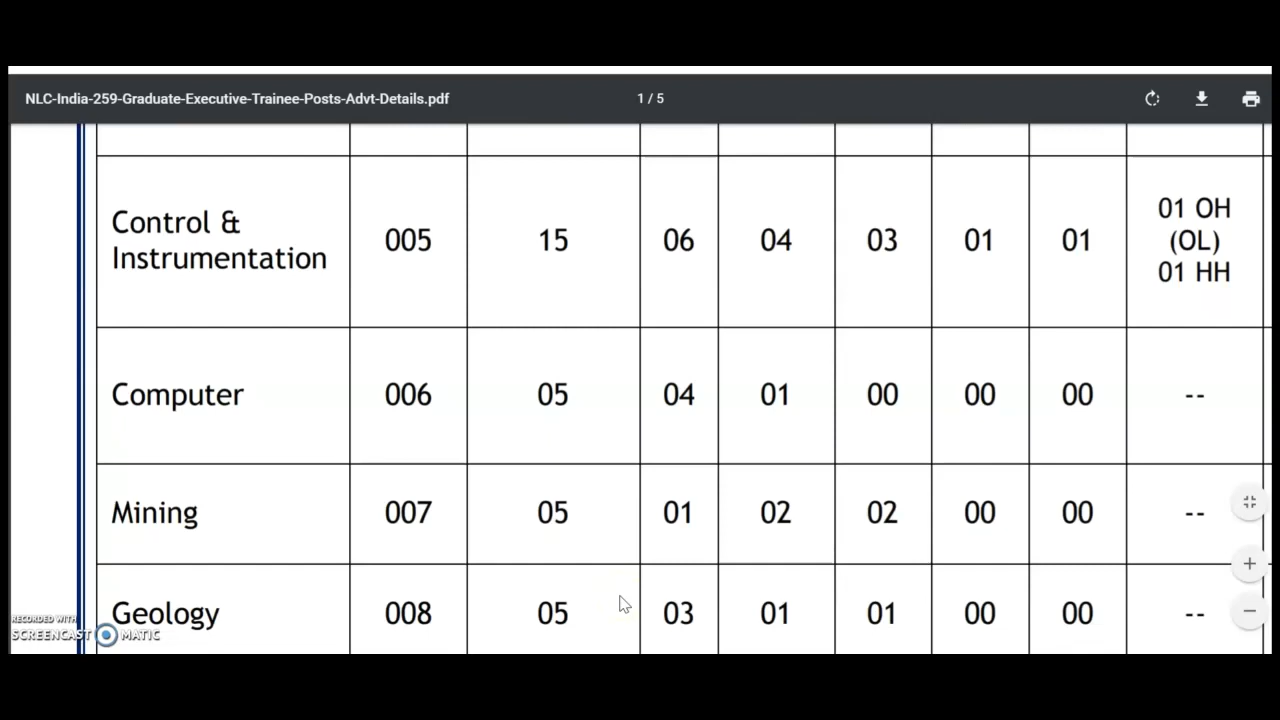 NLC-India-259-Graduate-Executive-Trainee-Posts-Advt-Details.pdf 1 / 5
Control & Instrumentation 005 15 06 04 03 01 01 01 OH (OL) 01 HH
Computer 006 05 04 01 00 00 00 --
Mining 007 05 01 02 02 00 00 --
Geology 008 05 03 01 01 00 00 --
RECORDED WITH
SCREENCAST MATIC